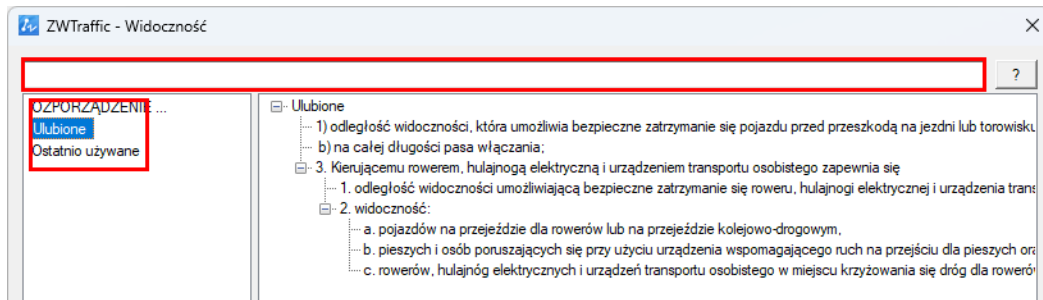 ZWTraffic - Widoczność
?
OZPORZĄDZENIE ...
Ulubione
Ostatnio używane
Ulubione
1) odległość widoczności, która umożliwia bezpieczne zatrzymanie się pojazdu przed przeszkodą na jezdni lub torowisku
b) na całej długości pasa włączania;
3. Kierującemu rowerem, hulajnogą elektryczną i urządzeniem transportu osobistego zapewnia się
1. odległość widoczności umożliwiającą bezpieczne zatrzymanie się roweru, hulajnogi elektrycznej i urządzenia trans
2. widoczność:
a. pojazdów na przejeździe dla rowerów lub na przejeździe kolejowo-drogowym,
b. pieszych i osób poruszających się przy użyciu urządzenia wspomagającego ruch na przejściu dla pieszych ora
c. rowerów, hulajnóg elektrycznych i urządzeń transportu osobistego w miejscu krzyżowania się dróg dla rowerów